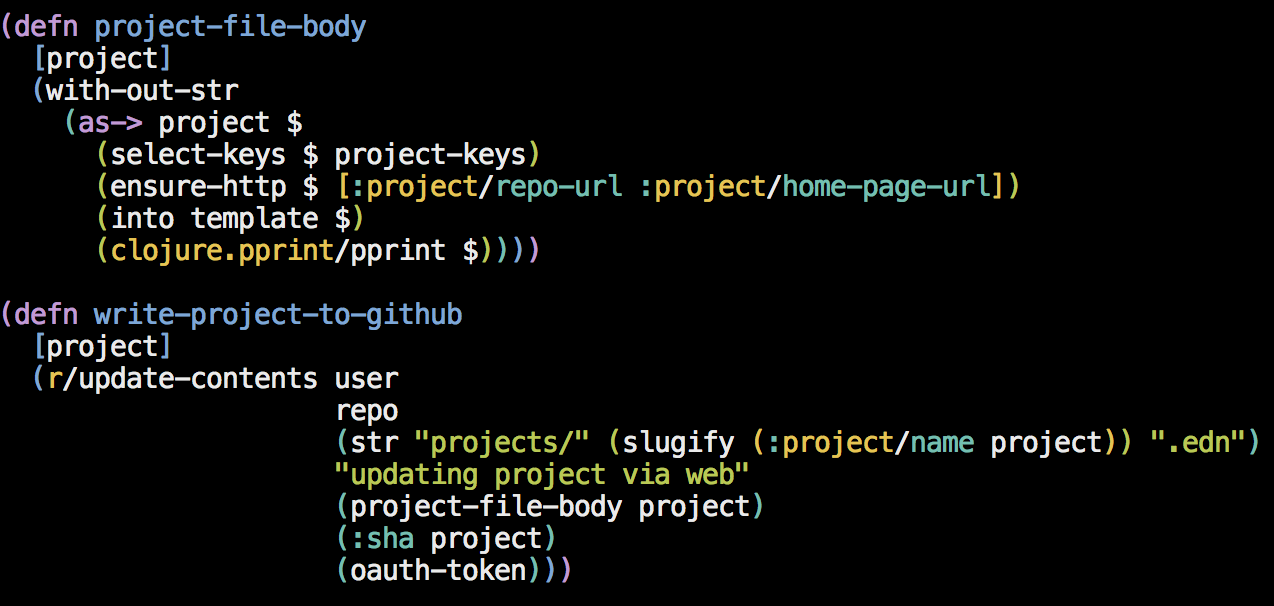 (defn project-file-body
  [project]
  (with-out-str
    (as-> project $
      (select-keys $ project-keys)
      (ensure-http $ [:project/repo-url :project/home-page-url])
      (into template $)
      (clojure.pprint/pprint $))))

(defn write-project-to-github
  [project]
  (r/update-contents user
                     repo
                     (str "projects/" (slugify (:project/name project)) ".edn")
                     "updating project via web"
                     (project-file-body project)
                     (:sha project)
                     (oauth-token)))